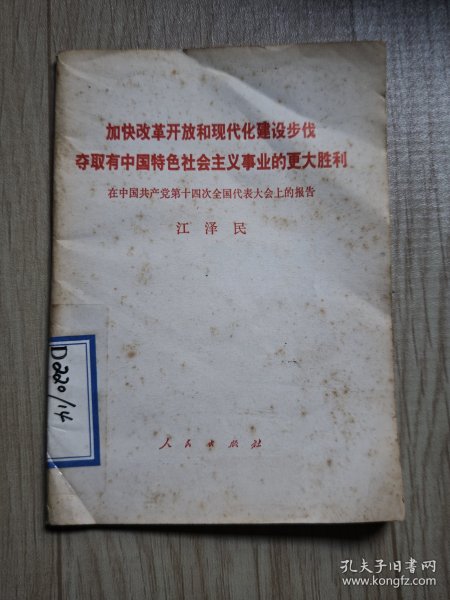 加快改革开放和现代化建设步伐
夺取有中国特色社会主义事业的更大胜利
在中国共产党第十四次全国代表大会上的报告
江泽民
D220/14
人民出版社
孔夫子旧书网
www.kongfz.com